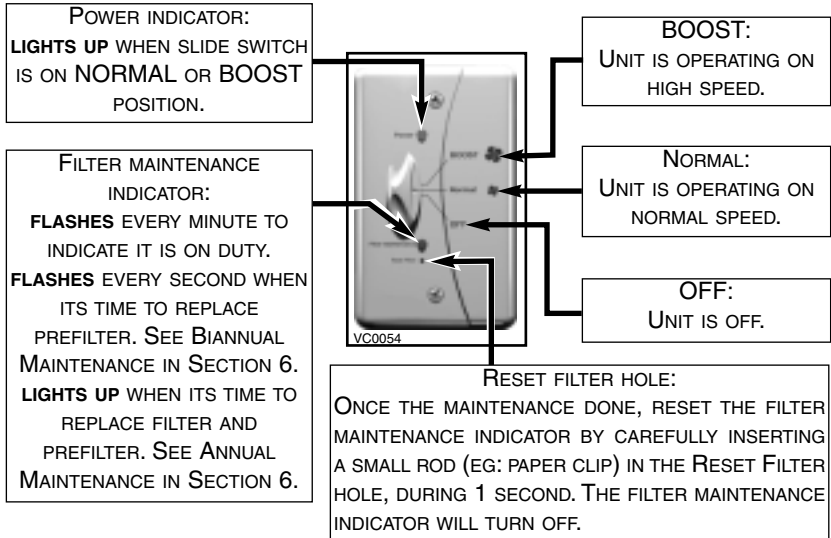 POWER INDICATOR:
LIGHTS UP WHEN SLIDE SWITCH
IS ON NORMAL OR BOOST
POSITION.
FILTER MAINTENANCE
INDICATOR:
FLASHES EVERY MINUTE TO
INDICATE IT IS ON DUTY.
FLASHES EVERY SECOND WHEN
ITS TIME TO REPLACE
PREFILTER. SEE BIANNUAL
MAINTENANCE IN SECTION 6.
LIGHTS UP WHEN ITS TIME TO
REPLACE FILTER AND
PREFILTER. SEE ANNUAL
MAINTENANCE IN SECTION 6.
Power
BOOST
Normal
OFF
VC0054
BOOST:
UNIT IS OPERATING ON
HIGH SPEED.
NORMAL:
UNIT IS OPERATING ON
NORMAL SPEED.
OFF:
UNIT IS OFF.
RESET FILTER HOLE:
ONCE THE MAINTENANCE DONE, RESET THE FILTER
MAINTENANCE INDICATOR BY CAREFULLY INSERTING
A SMALL ROD (EG: PAPER CLIP) IN THE RESET FILTER
HOLE, DURING 1 SECOND. THE FILTER MAINTENANCE
INDICATOR WILL TURN OFF.